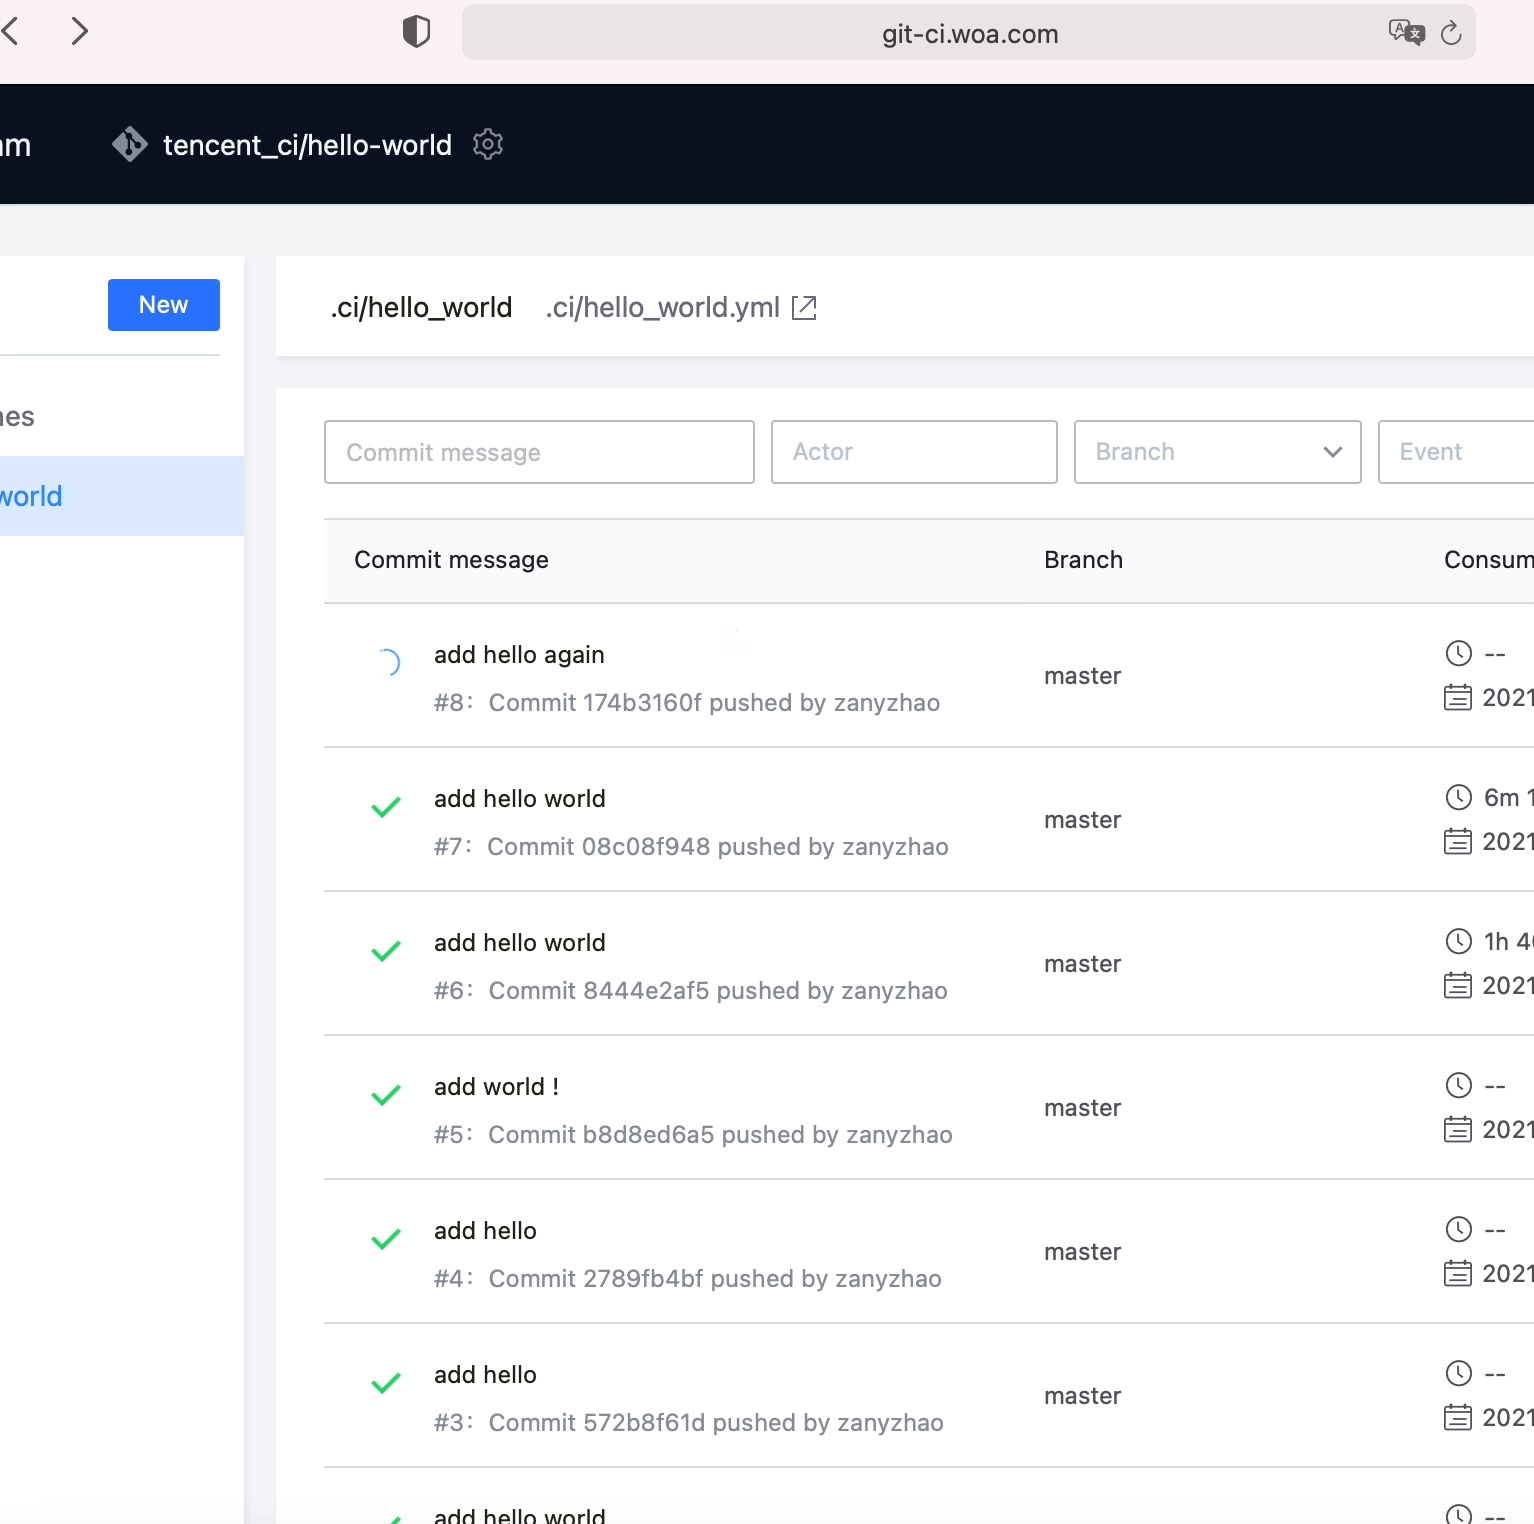 git-ci.woa.com
tencent_ci/hello-world
New
.ci/hello_world .ci/hello_world.yml
world
Commit message Actor Branch Event
Commit message Branch
add hello again
#8: Commit 174b3160f pushed by zanyzhao
master
--
2021
add hello world
#7: Commit 08c08f948 pushed by zanyzhao
master
6m 1
2021
add hello world
#6: Commit 8444e2af5 pushed by zanyzhao
master
1h 4
2021
add world !
#5: Commit b8d8ed6a5 pushed by zanyzhao
master
--
2021
add hello
#4: Commit 2789fb4bf pushed by zanyzhao
master
--
2021
add hello
#3: Commit 572b8f61d pushed by zanyzhao
master
--
2021
add hello world
--